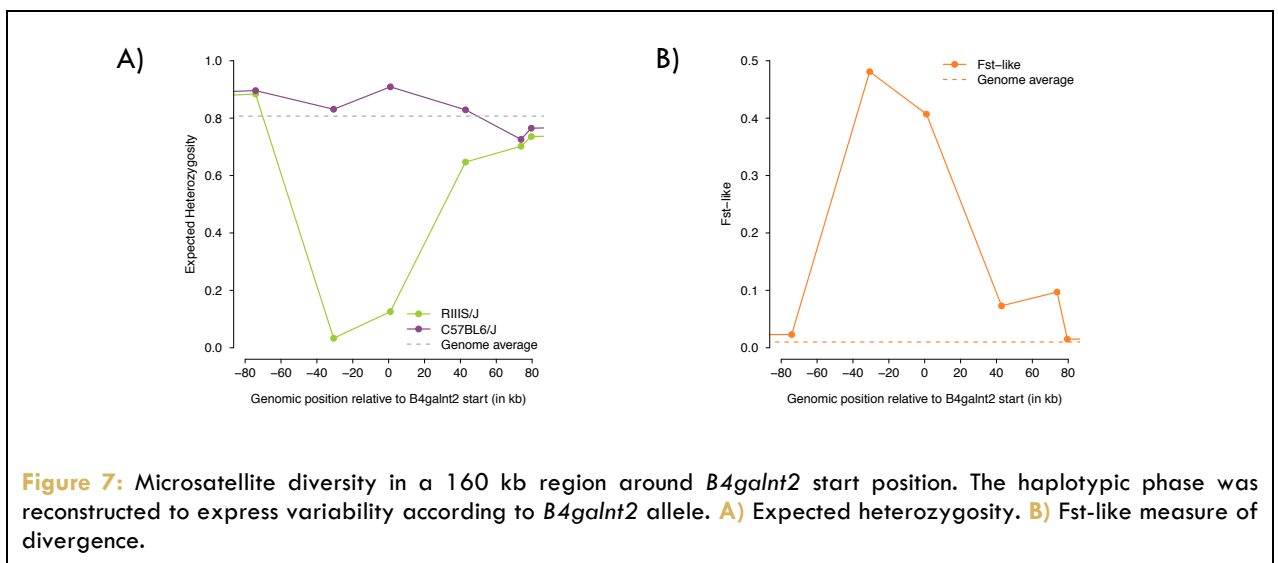 A)
1.0
0.8
0.6
0.4
0.2
0.0
Expected Heterozygosity
RIIIS/J
C57BL6/J
Genome average
−80 −60 −40 −20 0 20 40 60 80
Genomic position relative to B4galnt2 start (in kb)
B)
0.5
0.4
0.3
0.2
0.1
0.0
Fst−like
Fst−like
Genome average
−80 −60 −40 −20 0 20 40 60 80
Genomic position relative to B4galnt2 start (in kb)
Figure 7: Microsatellite diversity in a 160 kb region around B4galnt2 start position. The haplotypic phase was
reconstructed to express variability according to B4galnt2 allele. A) Expected heterozygosity. B) Fst-like measure of
divergence.